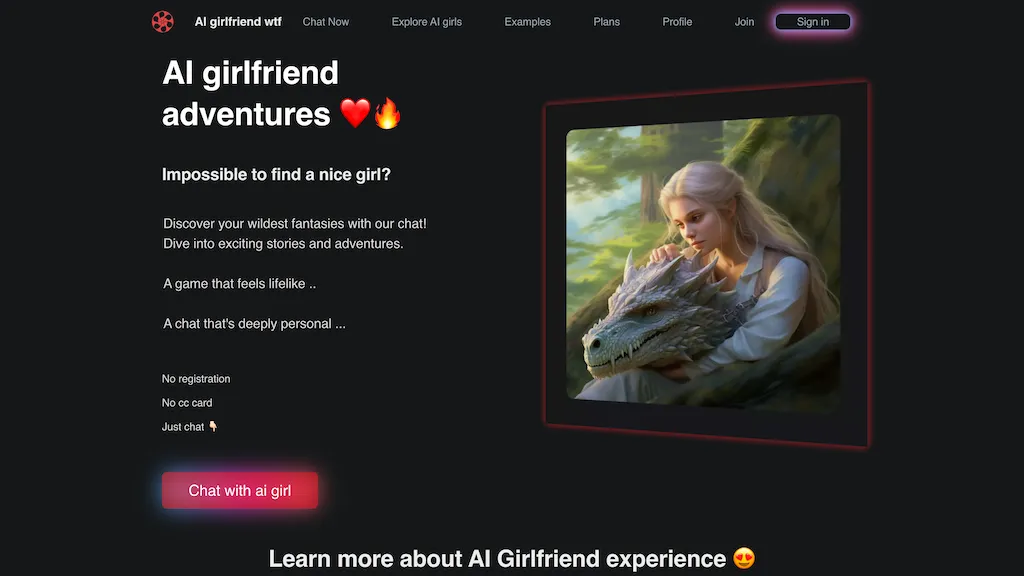 AI girlfriend wtf
Chat Now
Explore AI girls
Examples
Plans
Profile
Join
Sign in
AI girlfriend
adventures ❤️🔥
Impossible to find a nice girl?
Discover your wildest fantasies with our chat!
Dive into exciting stories and adventures.
A game that feels lifelike ..
A chat that's deeply personal ...
No registration
No cc card
Just chat 👇🏻
Chat with ai girl
Learn more about AI Girlfriend experience 😍